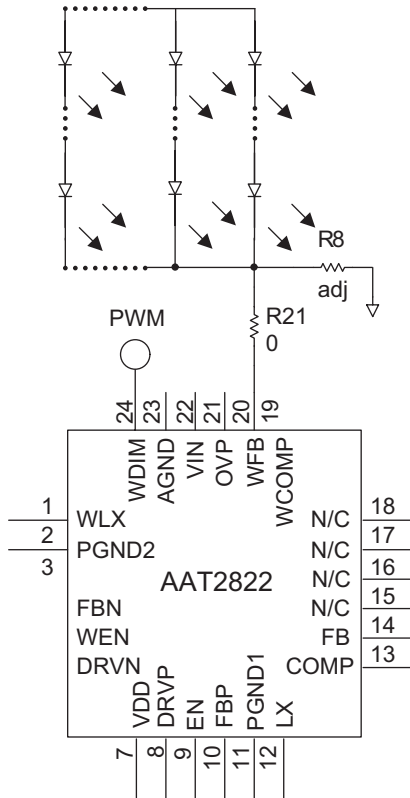 R8
adj
R21
0
PWM
24
23
22
21
20
19
WDIM
AGND
VIN
OVP
WFB
WCOMP
1
WLX
N/C
18
2
PGND2
N/C
17
3
AAT2822
N/C
16
FBN
N/C
15
WEN
FB
14
DRVN
COMP
13
VDD
DRVP
EN
FBP
PGND1
LX
7
8
9
10
11
12